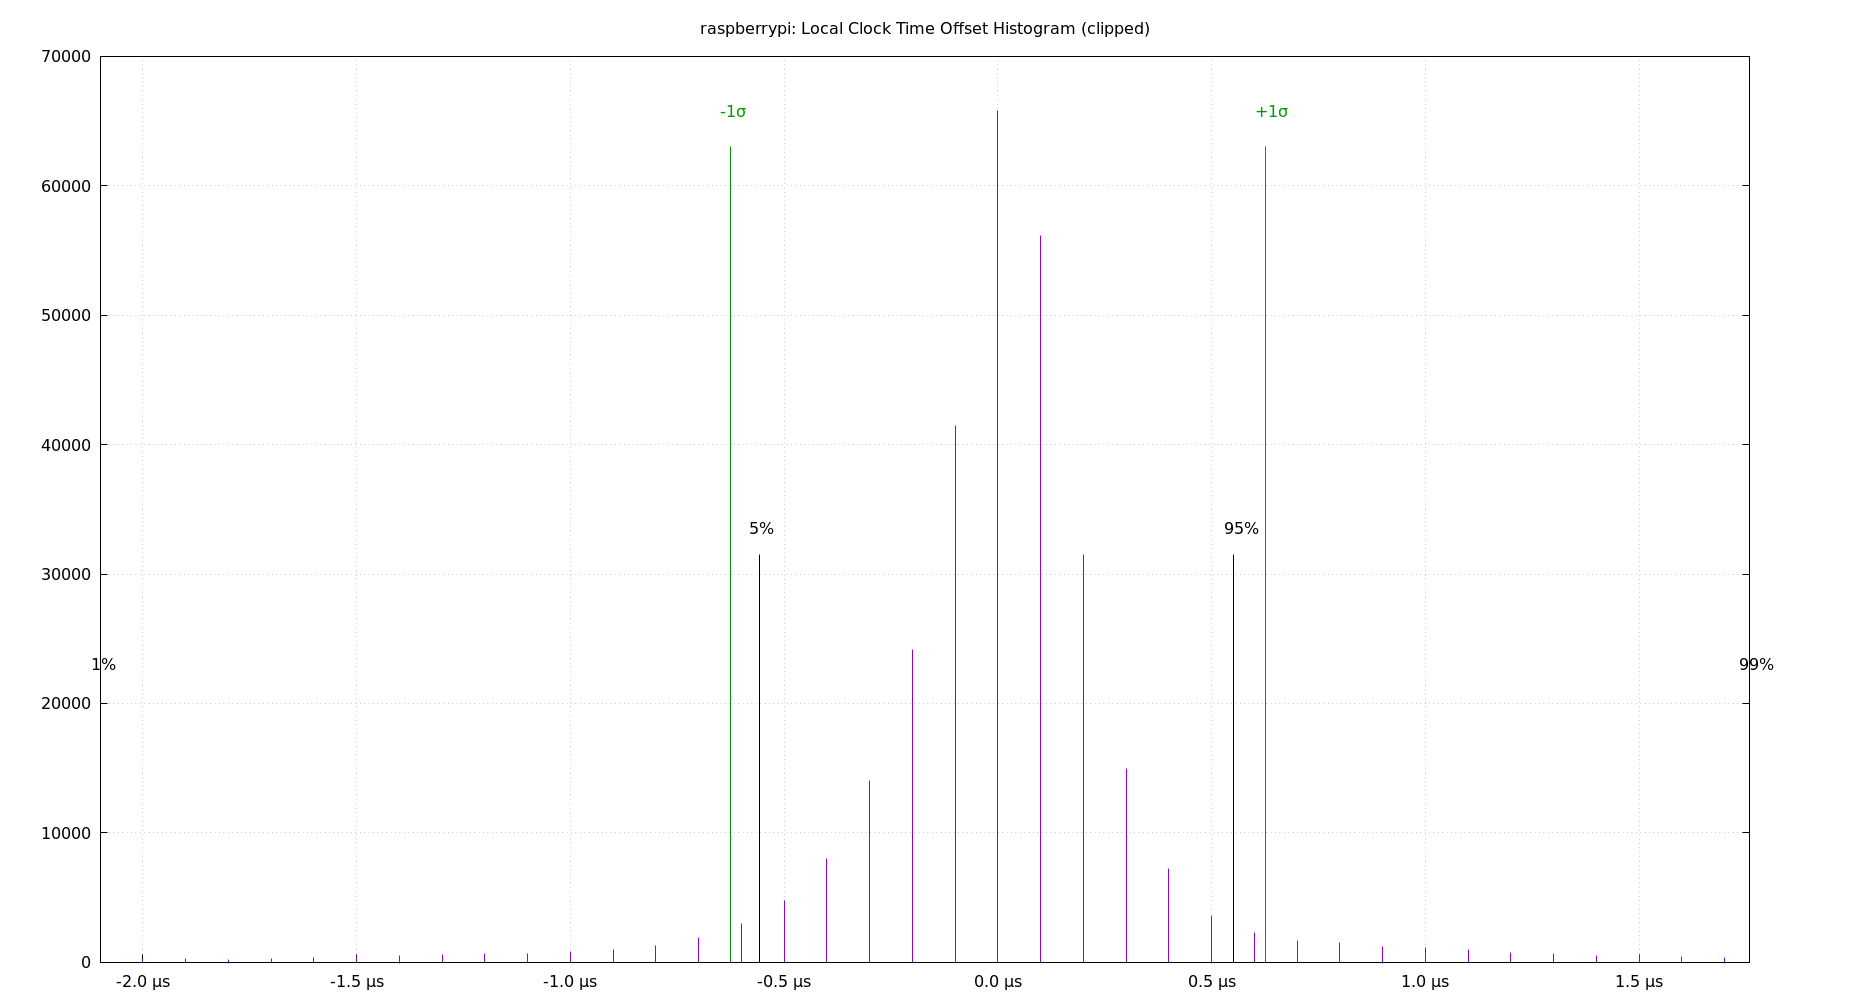 raspberrypi: Local Clock Time Offset Histogram (clipped)
70000
-1σ
+1σ
60000
50000
40000
5%
95%
30000
1%
99%
20000
10000
0
-2.0 µs
-1.5 µs
-1.0 µs
-0.5 µs
0.0 µs
0.5 µs
1.0 µs
1.5 µs